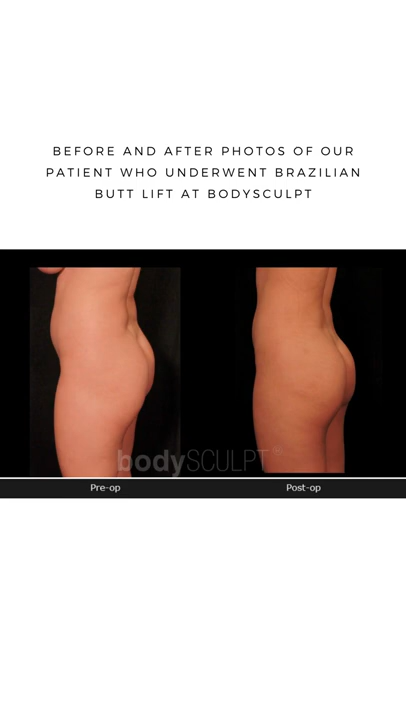 BEFORE AND AFTER PHOTOS OF OUR
PATIENT WHO UNDERWENT BRAZILIAN
BUTT LIFT AT BODYSCULPT
bodySCULPT®
Pre-op Post-op